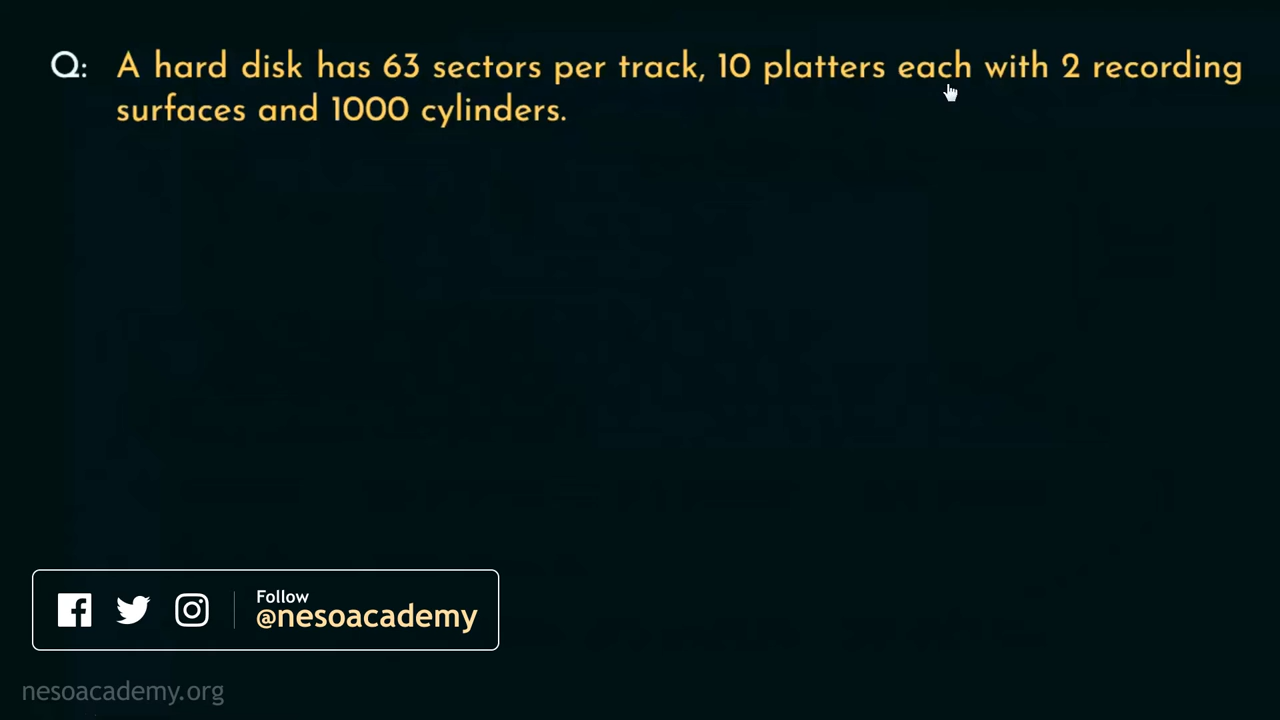 Q: A hard disk has 63 sectors per track, 10 platters each with 2 recording
surfaces and 1000 cylinders.
Follow
@nesoacademy
nesoacademy.org